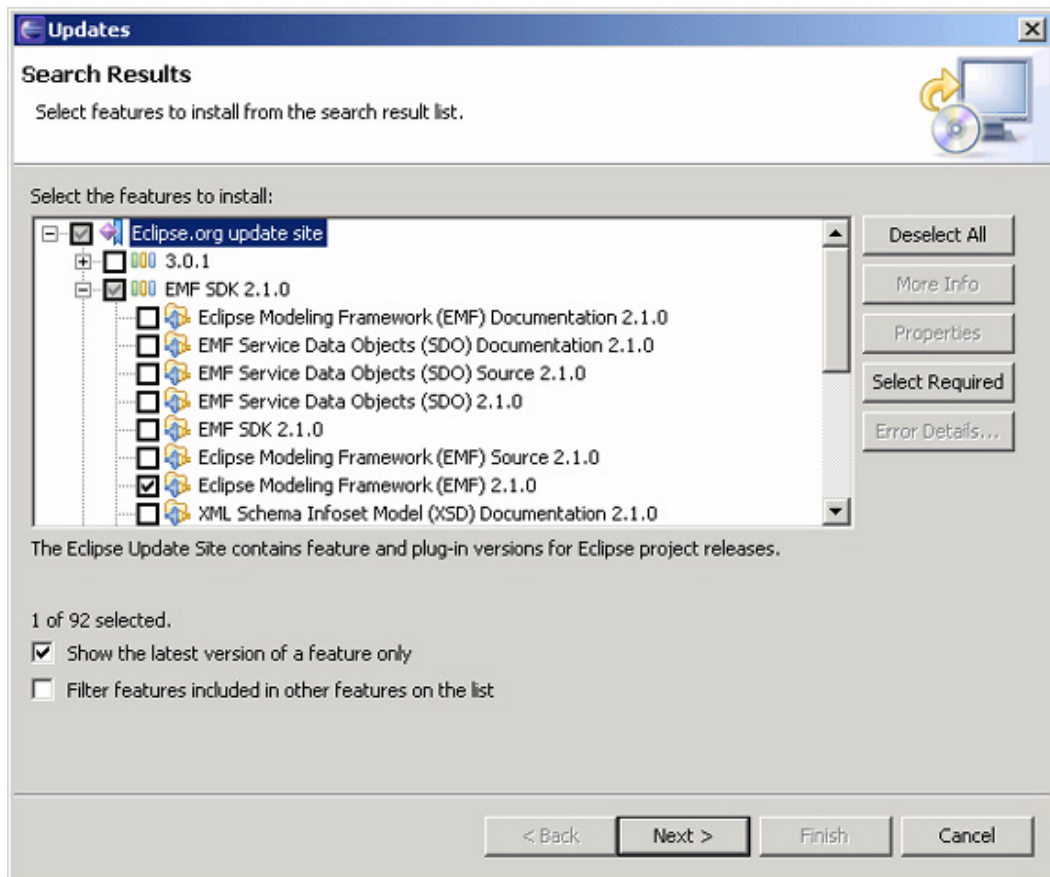 Updates
Search Results
Select features to install from the search result list.
Select the features to install:
Eclipse.org update site
3.0.1
EMF SDK 2.1.0
Eclipse Modeling Framework (EMF) Documentation 2.1.0
EMF Service Data Objects (SDO) Documentation 2.1.0
EMF Service Data Objects (SDO) Source 2.1.0
EMF Service Data Objects (SDO) 2.1.0
EMF SDK 2.1.0
Eclipse Modeling Framework (EMF) Source 2.1.0
Eclipse Modeling Framework (EMF) 2.1.0
XML Schema Infoset Model (XSD) Documentation 2.1.0
Deselect All
More Info
Properties
Select Required
Error Details...
The Eclipse Update Site contains feature and plug-in versions for Eclipse project releases.
1 of 92 selected.
Show the latest version of a feature only
Filter features included in other features on the list
< Back Next > Finish Cancel